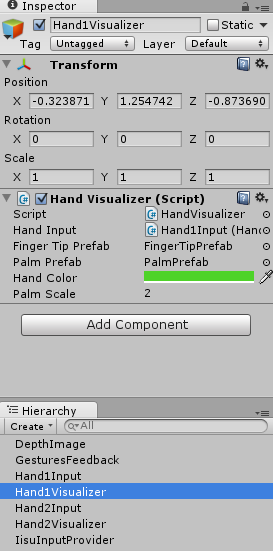 Inspector
Hand1Visualizer Static
Tag Untagged Layer Default
Transform
Position
X -0.323871 Y 1.254742 Z -0.873690
Rotation
X 0 Y 0 Z 0
Scale
X 1 Y 1 Z 1
Hand Visualizer (Script)
Script HandVisualizer
Hand Input Hand1Input (Hand
Finger Tip Prefab FingerTipPrefab
Palm Prefab PalmPrefab
Hand Color
Palm Scale 2
Add Component
Hierarchy
Create All
DepthImage
GesturesFeedback
Hand1Input
Hand1Visualizer
Hand2Input
Hand2Visualizer
IisuInputProvider